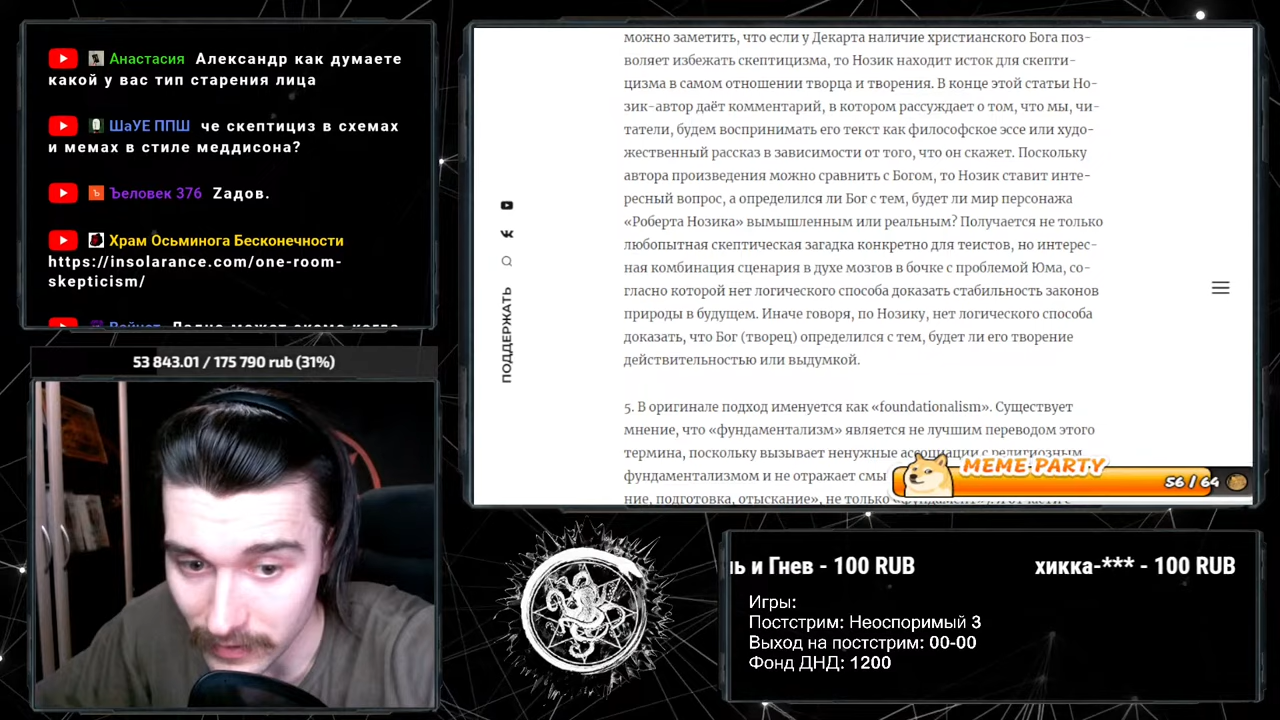 Анастасия Александр как думаете
какой у вас тип старения лица
ШаУЕ ППШ че скептициз в схемах
и мемах в стиле меддисона?
Ъеловек 376 Zадов.
Храм Осьминога Бесконечности
https://insolarance.com/one-room-
skepticism/
53 843.01 / 175 790 rub (31%)
можно заметить, что если у Декарта наличие христианского Бога поз-
воляет избежать скептицизма, то Нозик находит исток для скепти-
цизма в самом отношении творца и творения. В конце этой статьи Но-
зик-автор даёт комментарий, в котором рассуждает о том, что мы, чи-
татели, будем воспринимать его текст как философское эссе или худо-
жественный рассказ в зависимости от того, что он скажет. Поскольку
автора произведения можно сравнить с Богом, то Нозик ставит инте-
ресный вопрос, а определился ли Бог с тем, будет ли мир персонажа
«Роберта Нозика» вымышленным или реальным? Получается не только
любопытная скептическая загадка конкретно для теистов, но интерес-
ная комбинация сценария в духе мозгов в бочке с проблемой Юма, со-
гласно которой нет логического способа доказать стабильность законов
природы в будущем. Иначе говоря, по Нозику, нет логического способа
доказать, что Бог (творец) определился с тем, будет ли его творение
действительностью или выдумкой.
5. В оригинале подход именуется как «foundationalism». Существует
мнение, что «фундаментализм» является не лучшим переводом этого
термина, поскольку вызывает ненужные ассоциации с религиозным
фундаментализмом и не отражает смы
ние, подготовка, отыскание», не только «фундамент»
ПОДДЕРЖАТЬ
MEME PARTY
56 / 64
ь и Гнев - 100 RUB
хикка-*** - 100 RUB
Игры:
Постстрим: Неоспоримый 3
Выход на постстрим: 00-00
Фонд ДНД: 1200